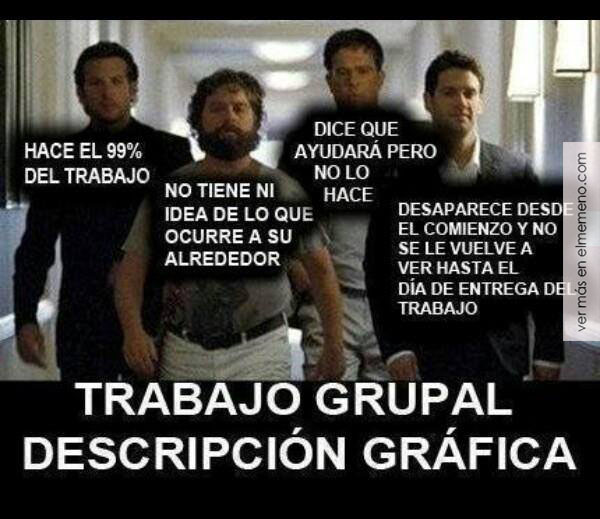 HACE EL 99%
DEL TRABAJO
NO TIENE NI
IDEA DE LO QUE
OCURRE A SU
ALREDEDOR
DICE QUE
AYUDARÁ PERO
NO LO
HACE
DESAPARECE DESDE
EL COMIENZO Y NO
SE LE VUELVE A
VER HASTA EL
DÍA DE ENTREGA DEL
TRABAJO
ver más en elmemeno.com
TRABAJO GRUPAL
DESCRIPCIÓN GRÁFICA